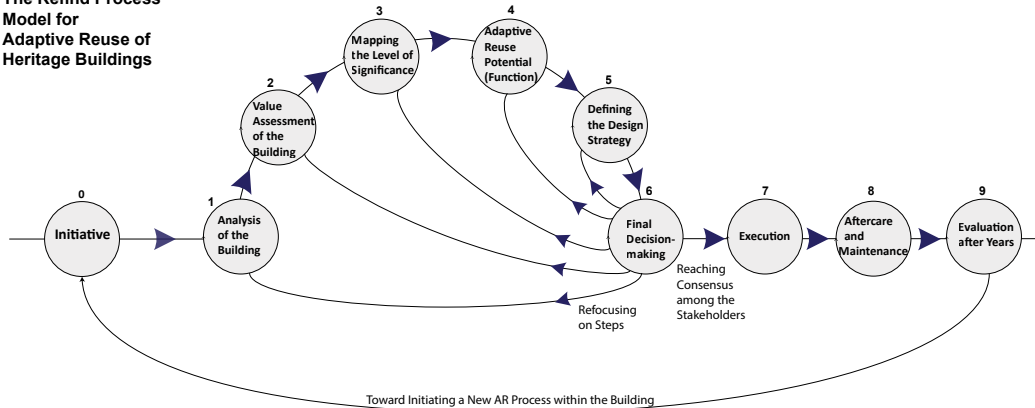 The Refind Process
Model for
Adaptive Reuse of
Heritage Buildings
0
Initiative
1
Analysis
of the
Building
2
Value
Assessment
of the
Building
3
Mapping
the Level of
Significance
4
Adaptive
Reuse
Potential
(Function)
5
Defining
the Design
Strategy
6
Final
Decision-
making
7
Execution
8
Aftercare
and
Maintenance
9
Evaluation
after Years
Reaching
Consensus
among the
Stakeholders
Refocusing
on Steps
Toward Initiating a New AR Process within the Building